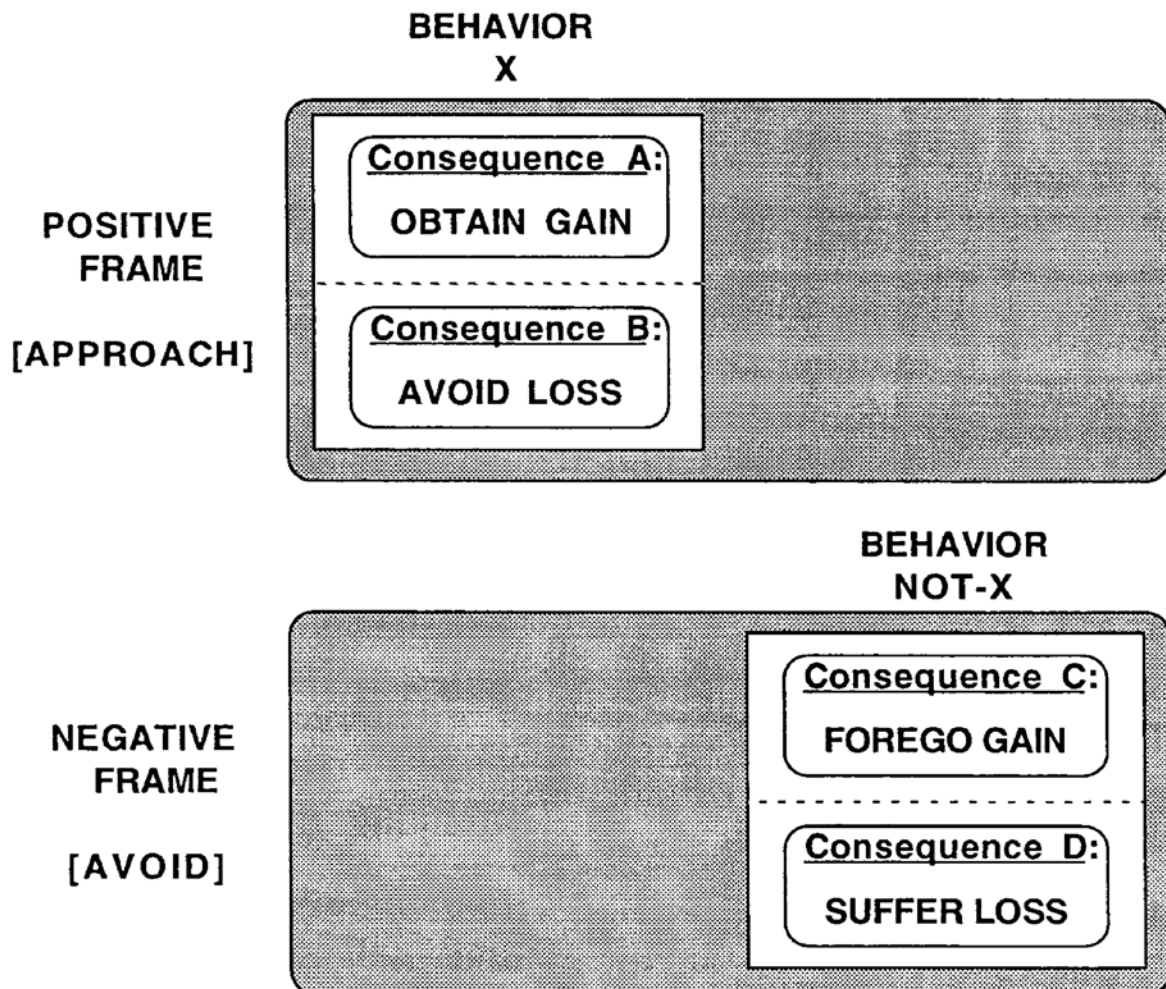 BEHAVIOR
X
Consequence A:
OBTAIN GAIN
POSITIVE
FRAME
[APPROACH]
Consequence B:
AVOID LOSS
BEHAVIOR
NOT-X
Consequence C:
FOREGO GAIN
NEGATIVE
FRAME
[AVOID]
Consequence D:
SUFFER LOSS